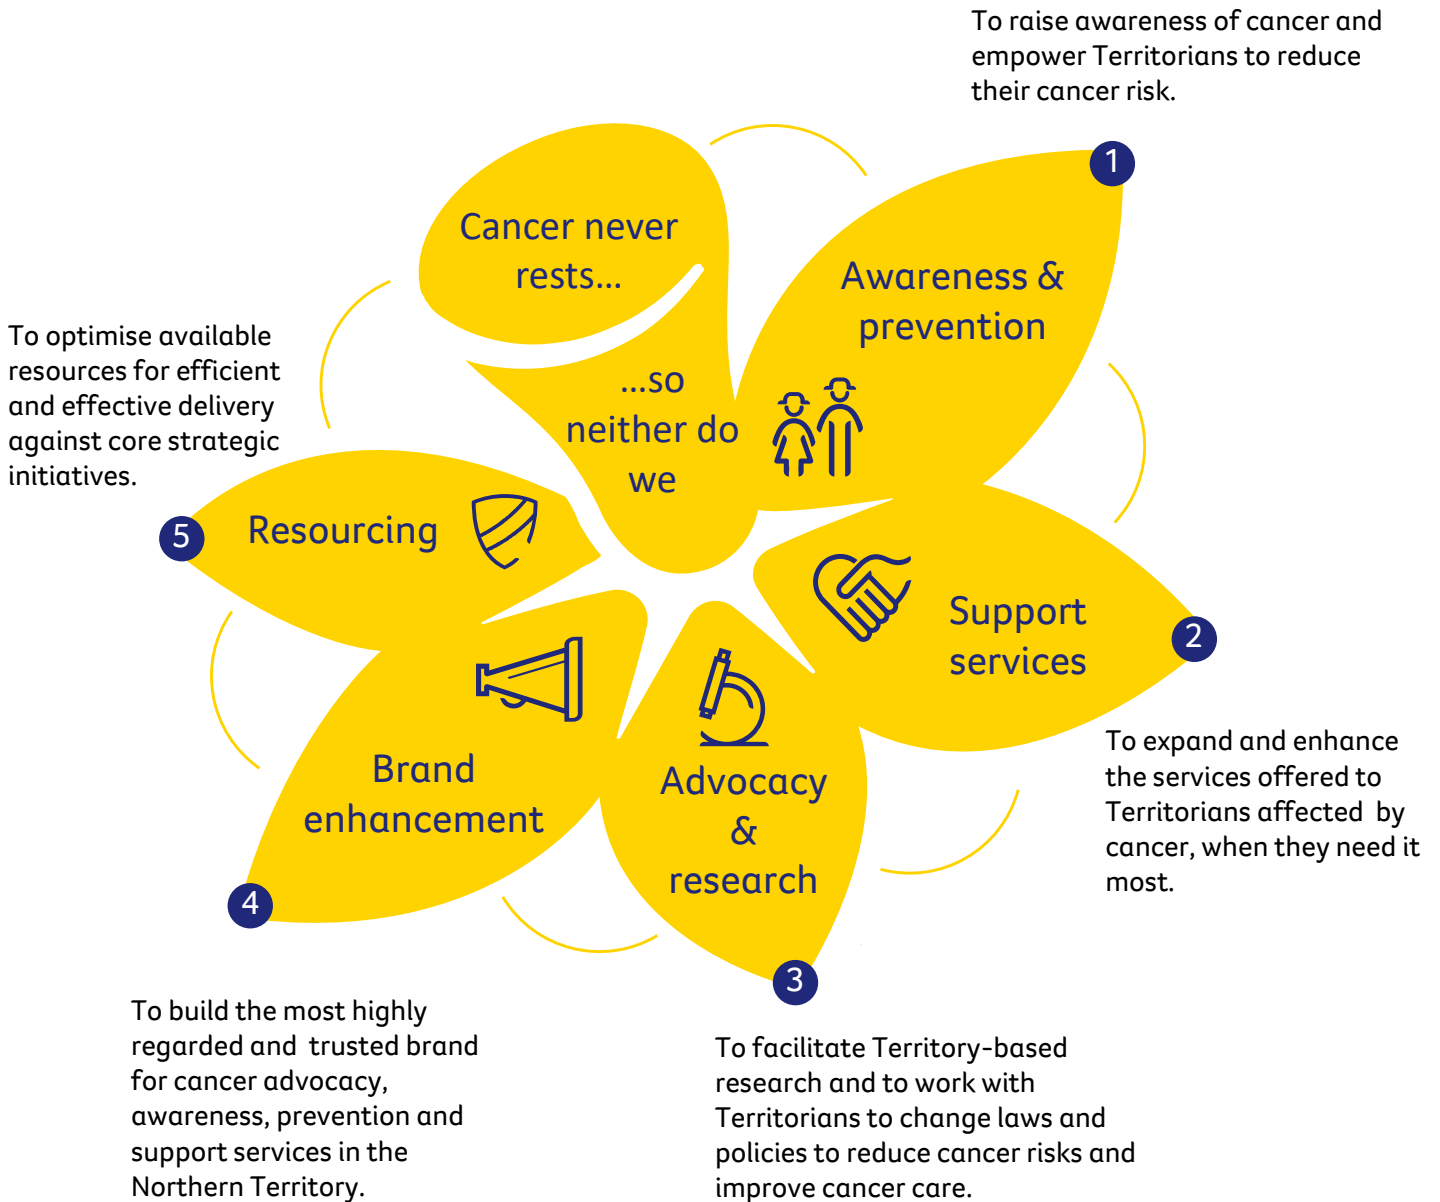 Cancer never
rests...
...so
neither do
we
To raise awareness of cancer and
empower Territorians to reduce
their cancer risk.
1
Awareness &
prevention
2
Support
services
To expand and enhance
the services offered to
Territorians affected  by
cancer, when they need it
most.
3
Advocacy
&
research
To facilitate Territory-based
research and to work with
Territorians to change laws and
policies to reduce cancer risks and
improve cancer care.
4
Brand
enhancement
To build the most highly
regarded and  trusted brand
for cancer advocacy,
awareness, prevention and
support services in the
Northern Territory.
5
Resourcing
To optimise available
resources for efficient
and effective delivery
against core strategic
initiatives.